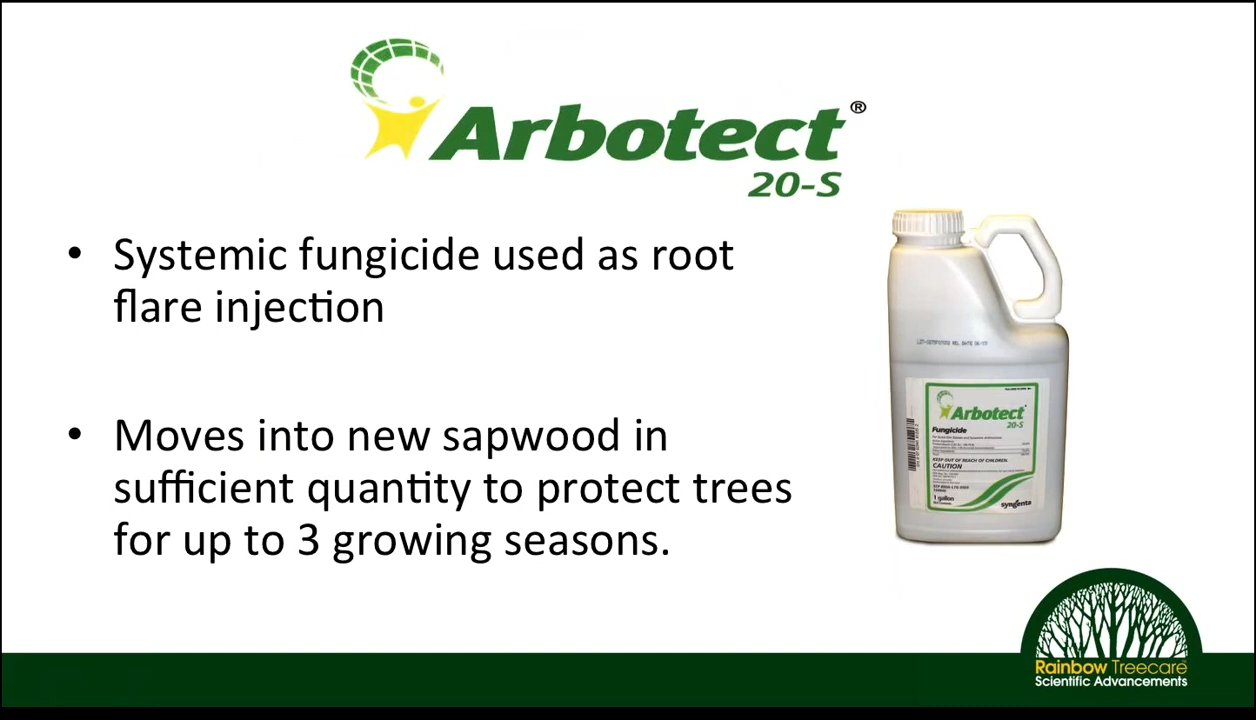 Arbotect®
20-S
• Systemic fungicide used as root
flare injection
• Moves into new sapwood in
sufficient quantity to protect trees
for up to 3 growing seasons.
Arbotect
20-S
Fungicide
KEEP OUT OF REACH OF CHILDREN.
CAUTION
1 gallon
syngenta
Rainbow Treecare
Scientific Advancements